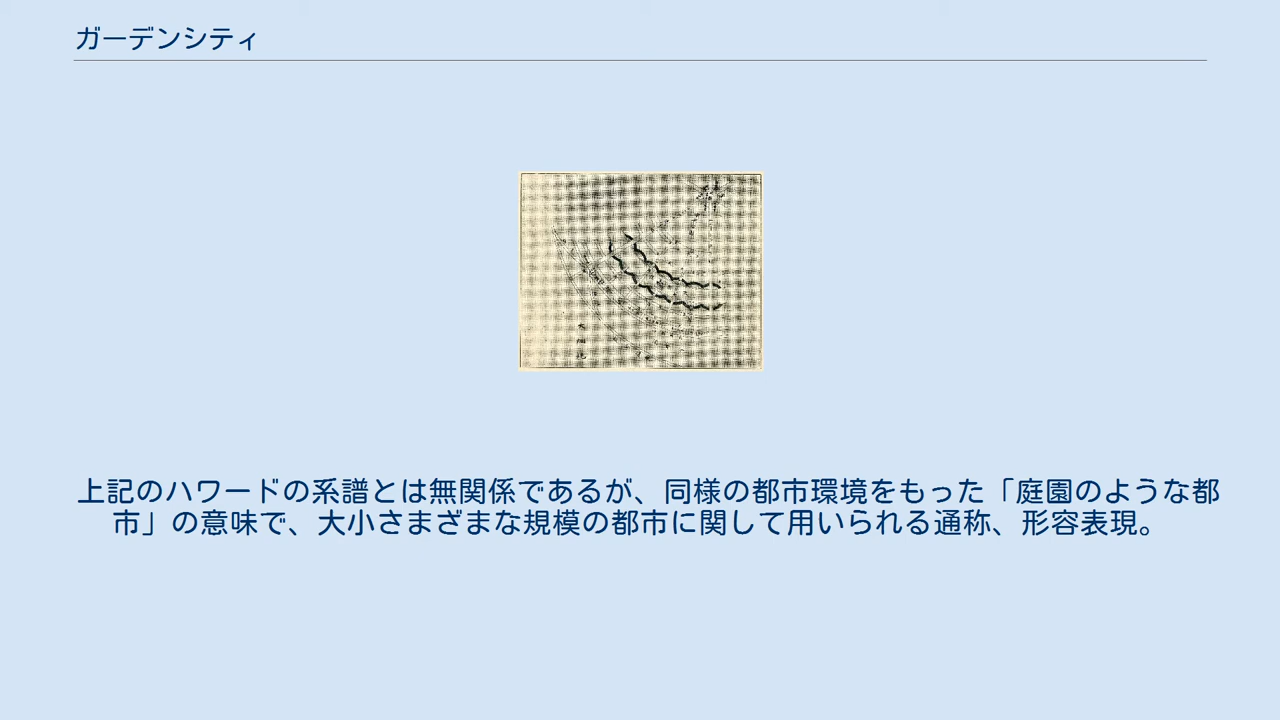 ガーデンシティ
上記のハワードの系譜とは無関係であるが、同様の都市環境をもった「庭園のような都
市」の意味で、大小さまざまな規模の都市に関して用いられる通称、形容表現。